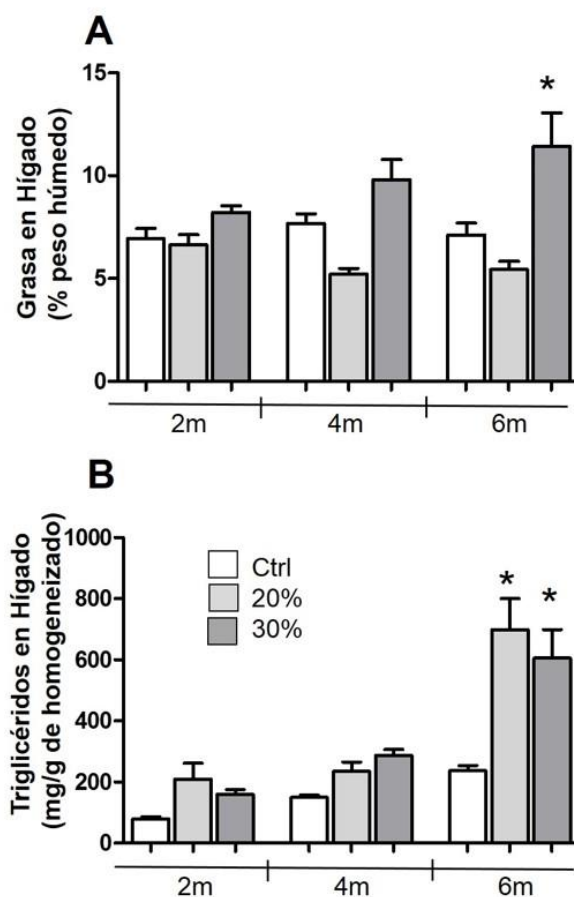 A
Grasa en Hígado
(% peso húmedo)
15
10
5
0
*
2m
4m
6m
B
Triglicéridos en Hígado
(mg/g de homogeneizado)
1000
800
600
400
200
0
Ctrl
20%
30%
*
*
2m
4m
6m